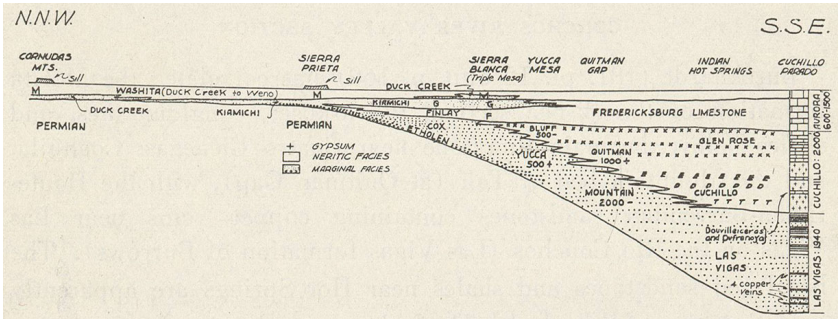 N.N.W.
S.S.E.
CORNUDAS
MTS.
Sill
SIERRA
PRIETA
Sill
SIERRA
BLANCA
(Triple Mesa)
YUCCA
MESA
QUITMAN
GAP
INDIAN
HOT SPRINGS
CUCHILLO
PARADO
DUCK CREEK
M
WASHITA (DUCK Creek to Weno)
M
M
DUCK CREEK
KIAMICHI
KIAMICHI
G
G
FINLAY
F
FREDERICKSBURG LIMESTONE
AURORA
600-1500
PERMIAN
PERMIAN
COX
ETHOLEN
BLUFF
300-
GLEN ROSE
+ GYPSUM
NERITIC FACIES
MARGINAL FACIES
YUCCA
500+
QUITMAN
1000+
MOUNTAIN
2000-
CUCHILLO
CUCHILLO: 2000
Douvilleiceras
and Dufrenoya
LAS
VIGAS
LAS VIGAS: 1940'
4 copper
veins